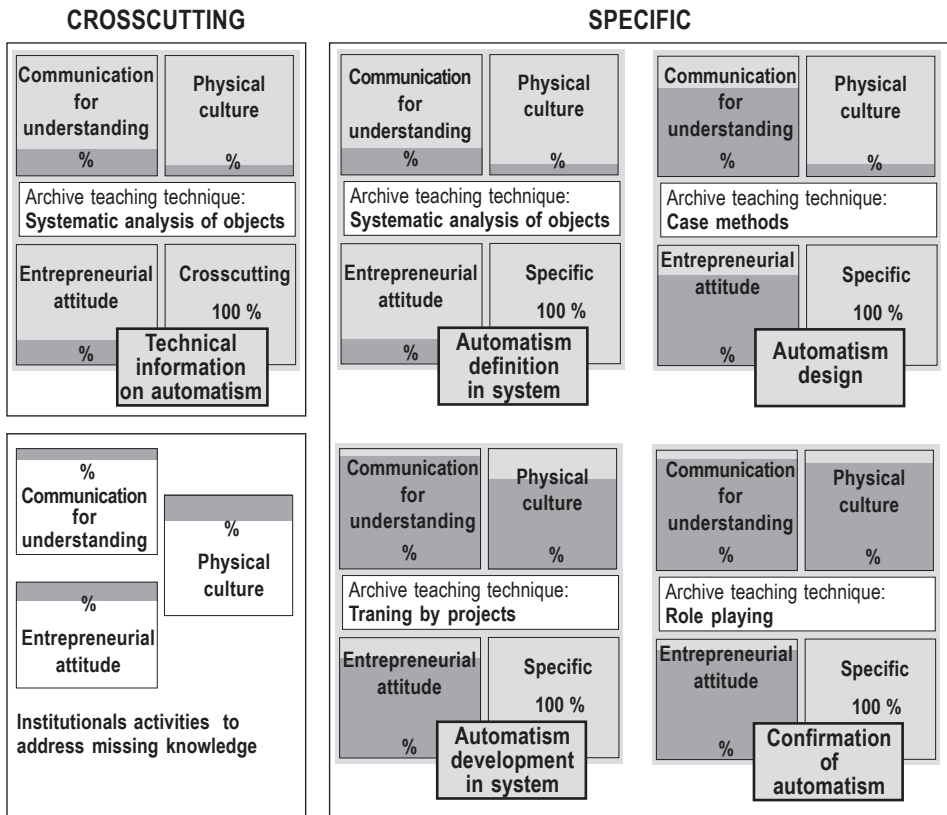 CROSSCUTTING
Communication
for
understanding
%
Physical
culture
%
Archive teaching technique:
Systematic analysis of objects
Entrepreneurial
attitude
%
Crosscutting
100 %
Technical
information
on automatism
%
Communication
for
understanding
%
Physical
culture
%
Entrepreneurial
attitude
Institutionals activities to
address missing knowledge
SPECIFIC
Communication
for
understanding
%
Physical
culture
%
Archive teaching technique:
Systematic analysis of objects
Entrepreneurial
attitude
%
Specific
100 %
Automatism
definition
in system
Communication
for
understanding
%
Physical
culture
%
Archive teaching technique:
Case methods
Entrepreneurial
attitude
%
Specific
100 %
Automatism
design
Communication
for
understanding
%
Physical
culture
%
Archive teaching technique:
Traning by projects
Entrepreneurial
attitude
%
Specific
100 %
Automatism
development
in system
Communication
for
understanding
%
Physical
culture
%
Archive teaching technique:
Role playing
Entrepreneurial
attitude
%
Specific
100 %
Confirmation
of
automatism